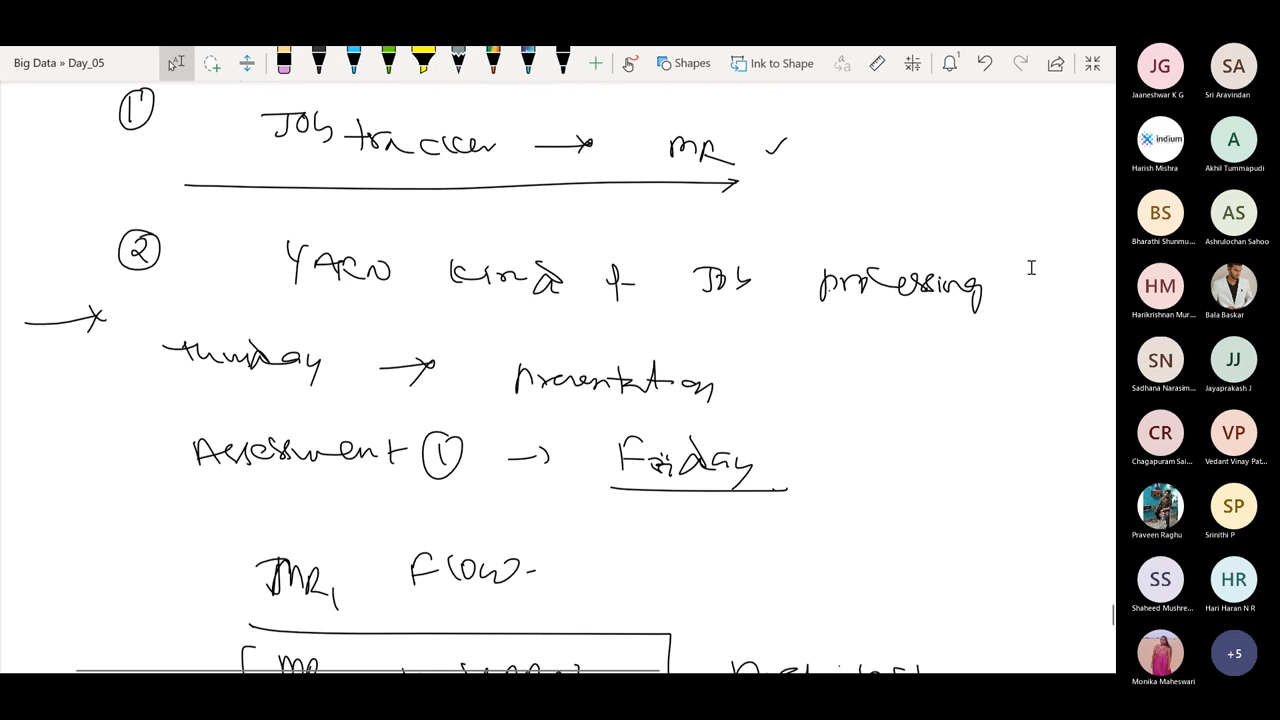 Big Data » Day_05
Shapes
Ink to Shape
① Job tracker → MR ✓
② YARN kind of Job processing
→ thursday → presentation
Assessment ① → Friday
MR₁ Flow-
MR
JG
Jaaneshwar K G
SA
Sri Aravindan
indium
Harish Mishra
A
Akhil Tummapudi
BS
Bharathi Shunmu...
AS
Ashrulochan Sahoo
HM
Harikrishnan Mur...
Bala Baskar
SN
Sadhana Narasim...
JJ
Jayaprakash J
CR
Chagapuram Sai...
VP
Vedant Vinay Pat...
Praveen Raghu
SP
Srinithi P
SS
Shaheed Mushre...
HR
Hari Haran N R
Monika Maheswari
+5